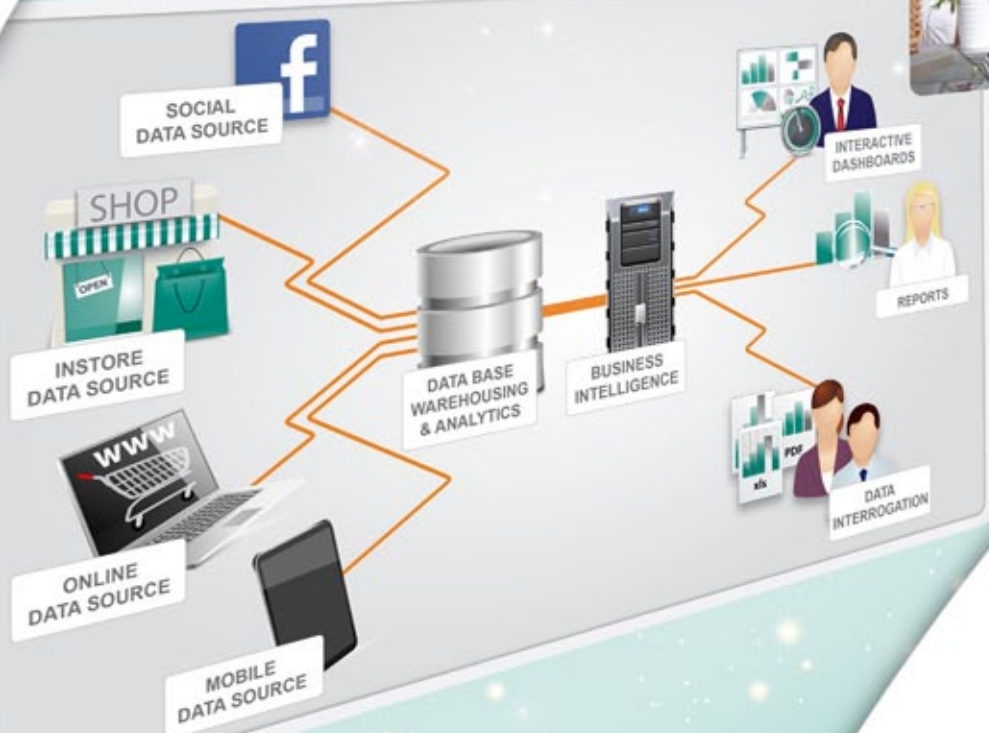 f
SOCIAL
DATA SOURCE
SHOP
OPEN
INSTORE
DATA SOURCE
WWW
ONLINE
DATA SOURCE
MOBILE
DATA SOURCE
DATA BASE
WAREHOUSING
& ANALYTICS
BUSINESS
INTELLIGENCE
INTERACTIVE
DASHBOARDS
REPORTS
PDF
xls
DATA
INTERROGATION